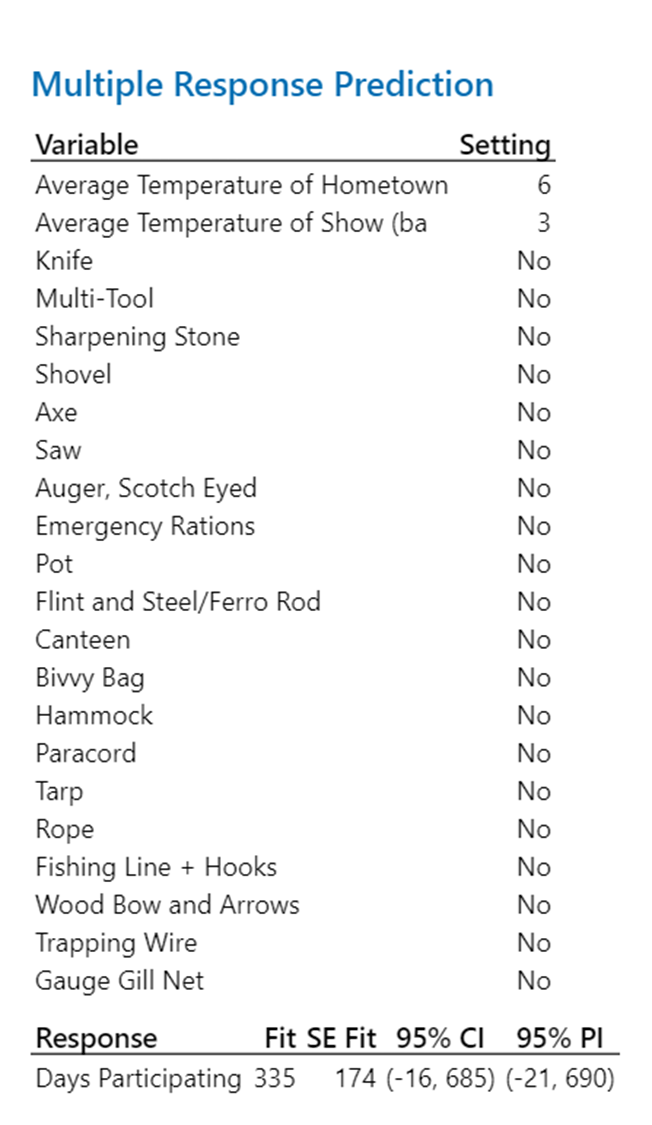 Multiple Response Prediction
Variable Setting
Average Temperature of Hometown 6
Average Temperature of Show (ba 3
Knife No
Multi-Tool No
Sharpening Stone No
Shovel No
Axe No
Saw No
Auger, Scotch Eyed No
Emergency Rations No
Pot No
Flint and Steel/Ferro Rod No
Canteen No
Bivvy Bag No
Hammock No
Paracord No
Tarp No
Rope No
Fishing Line + Hooks No
Wood Bow and Arrows No
Trapping Wire No
Gauge Gill Net No
Response Fit SE Fit 95% CI 95% PI
Days Participating 335 174 (-16, 685) (-21, 690)